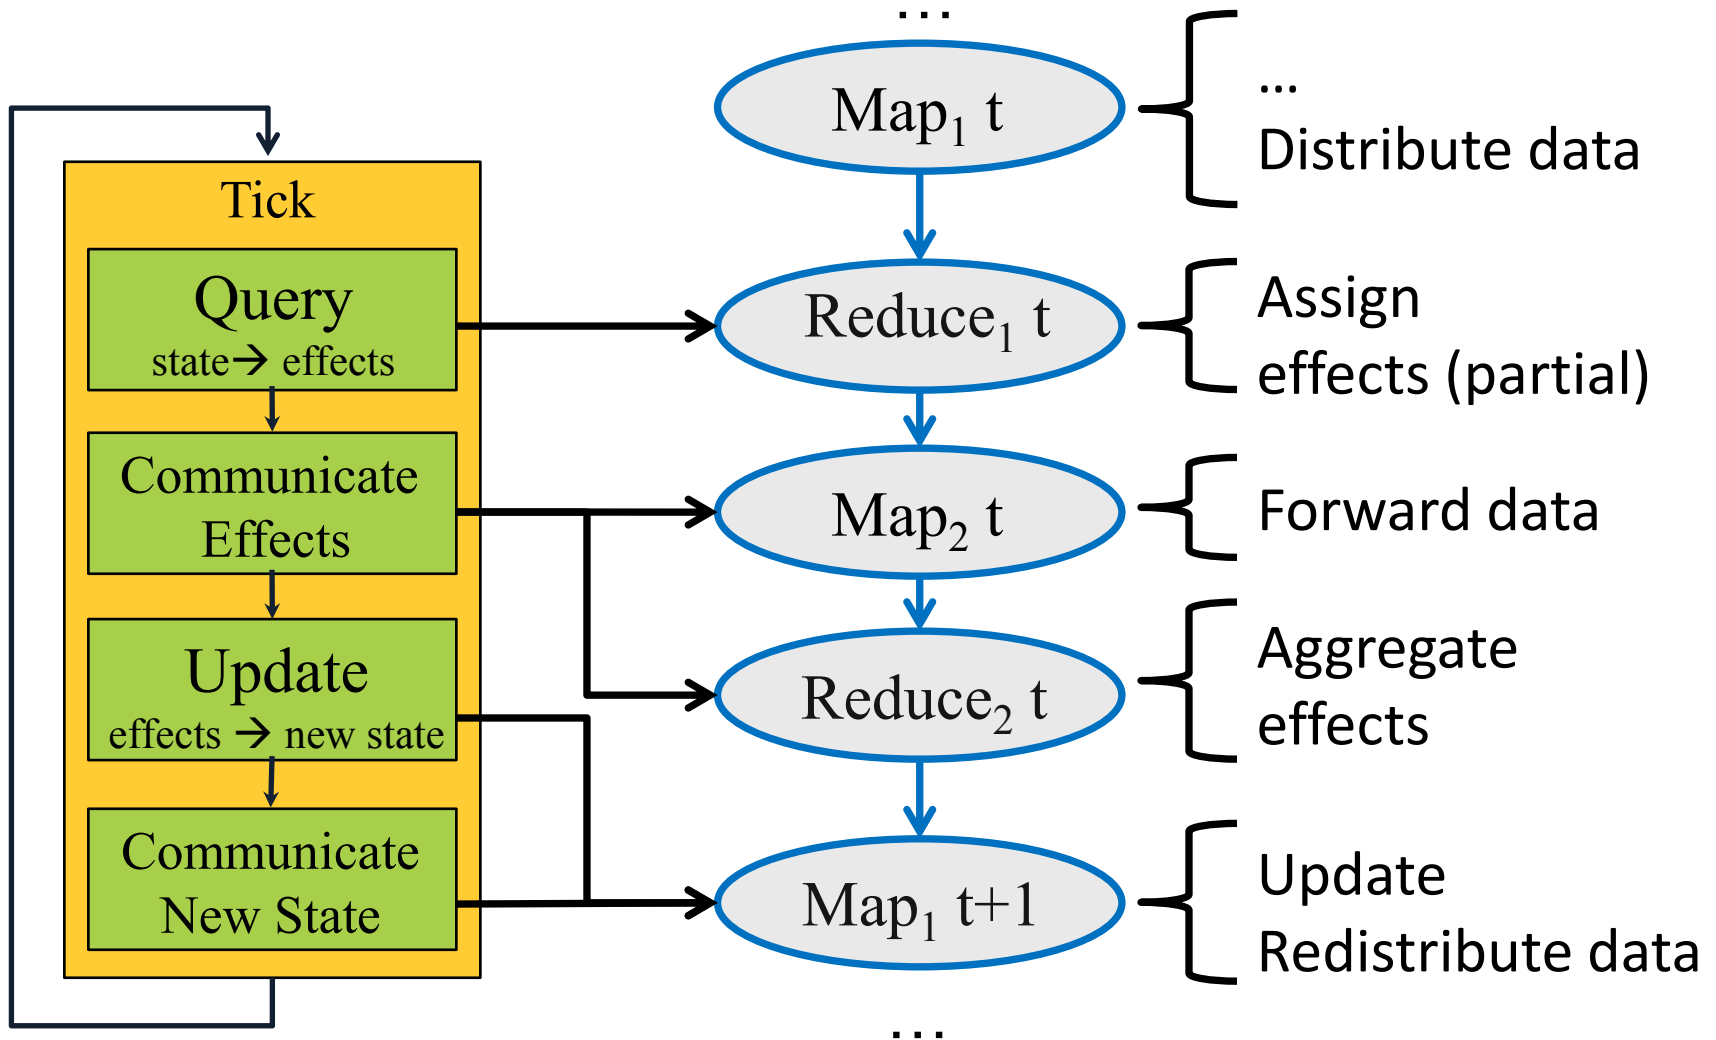 Tick
Query
state→ effects
Communicate
Effects
Update
effects → new state
Communicate
New State
...
Map₁ t
Reduce₁ t
Map₂ t
Reduce₂ t
Map₁ t+1
...
...
Distribute data
Assign
effects (partial)
Forward data
Aggregate
effects
Update
Redistribute data